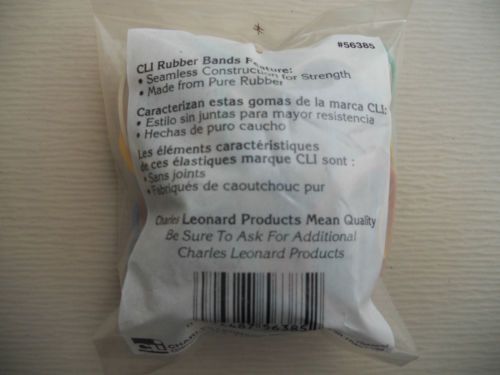 #56385
CLI Rubber Bands Feature:
• Seamless Construction for Strength
• Made from Pure Rubber
Caracterizan estas gomas de la marca CLI:
• Estilo sin juntas para mayor resistencia
• Hechas de puro caucho
Les éléments caractéristiques
de ces élastiques marque CLI sont :
• Sans joints
• Fabriqués de caoutchouc pur
Charles Leonard Products Mean Quality
Be Sure To Ask For Additional
Charles Leonard Products
56385